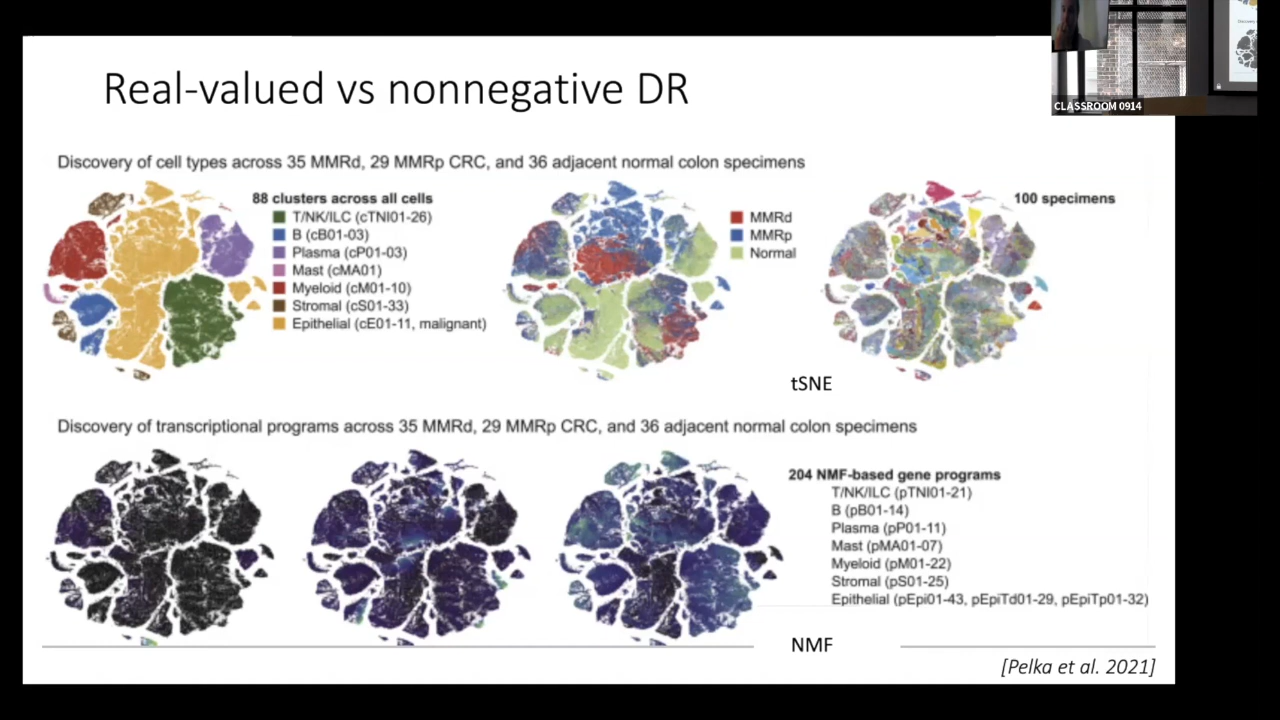 CLASSROOM 0914
Real-valued vs nonnegative DR
Discovery of cell types across 35 MMRd, 29 MMRp CRC, and 36 adjacent normal colon specimens
88 clusters across all cells
T/NK/ILC (cTNI01-26)
B (cB01-03)
Plasma (cP01-03)
Mast (cMA01)
Myeloid (cM01-10)
Stromal (cS01-33)
Epithelial (cE01-11, malignant)
MMRd
MMRp
Normal
100 specimens
tSNE
Discovery of transcriptional programs across 35 MMRd, 29 MMRp CRC, and 36 adjacent normal colon specimens
204 NMF-based gene programs
T/NK/ILC (pTNI01-21)
B (pB01-14)
Plasma (pP01-11)
Mast (pMA01-07)
Myeloid (pM01-22)
Stromal (pS01-25)
Epithelial (pEpi01-43, pEpiTd01-29, pEpiTp01-32)
NMF
[Pelka et al. 2021]